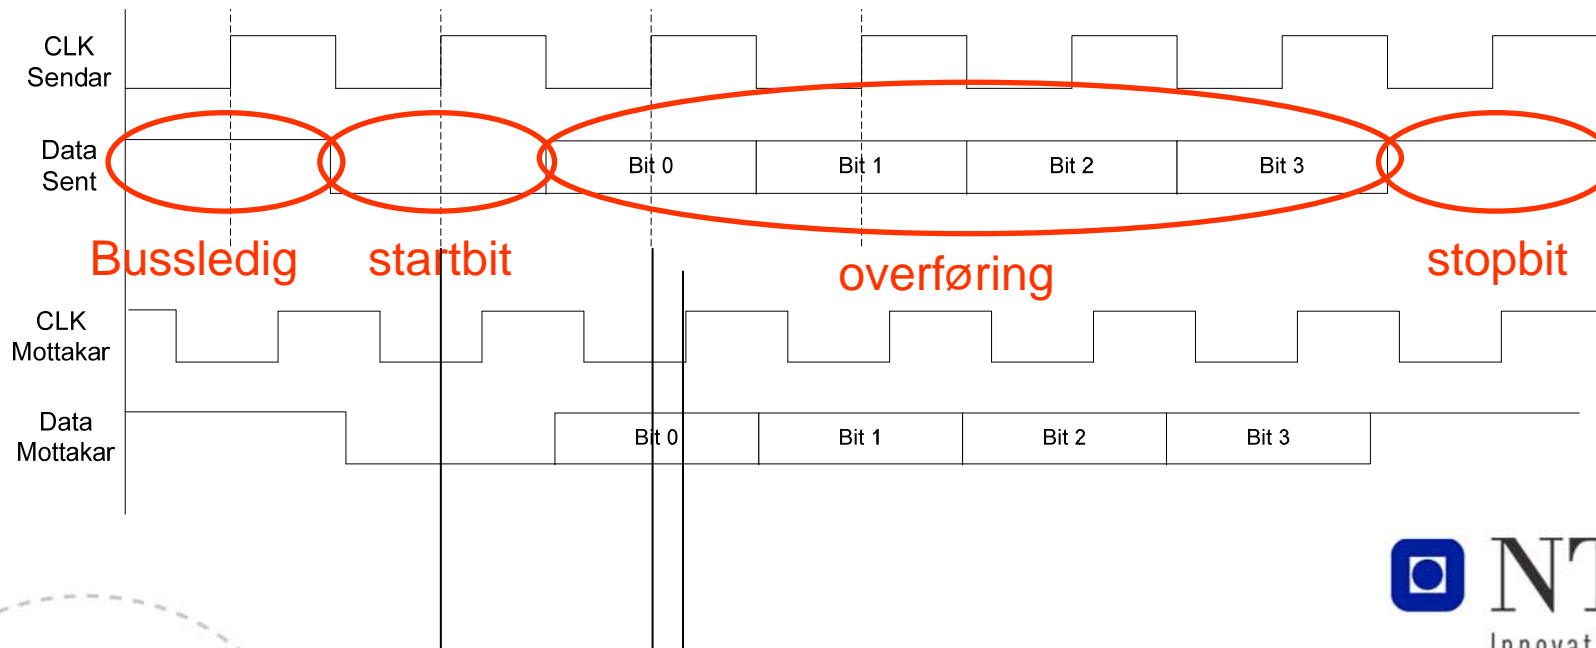 CLK
Sendar
Data
Sent
Bit 0
Bit 1
Bit 2
Bit 3
Bussledig
startbit
overføring
stopbit
CLK
Mottakar
Data
Mottakar
Bit 0
Bit 1
Bit 2
Bit 3